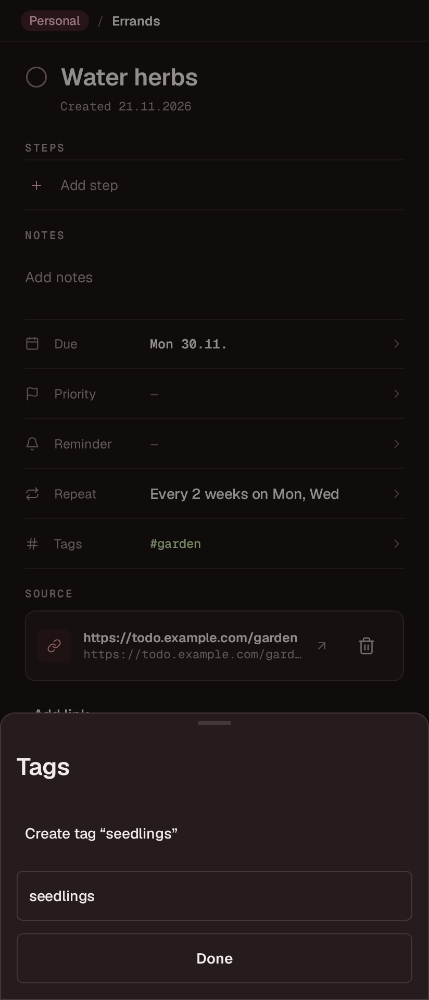 Personal / Errands
Water herbs
Created 21.11.2026
STEPS
+ Add step
NOTES
Add notes
Due Mon 30.11.
Priority –
Reminder –
Repeat Every 2 weeks on Mon, Wed
Tags #garden
SOURCE
https://todo.example.com/garden
https://todo.example.com/gard…
Add link
Tags
Create tag “seedlings”
seedlings
Done